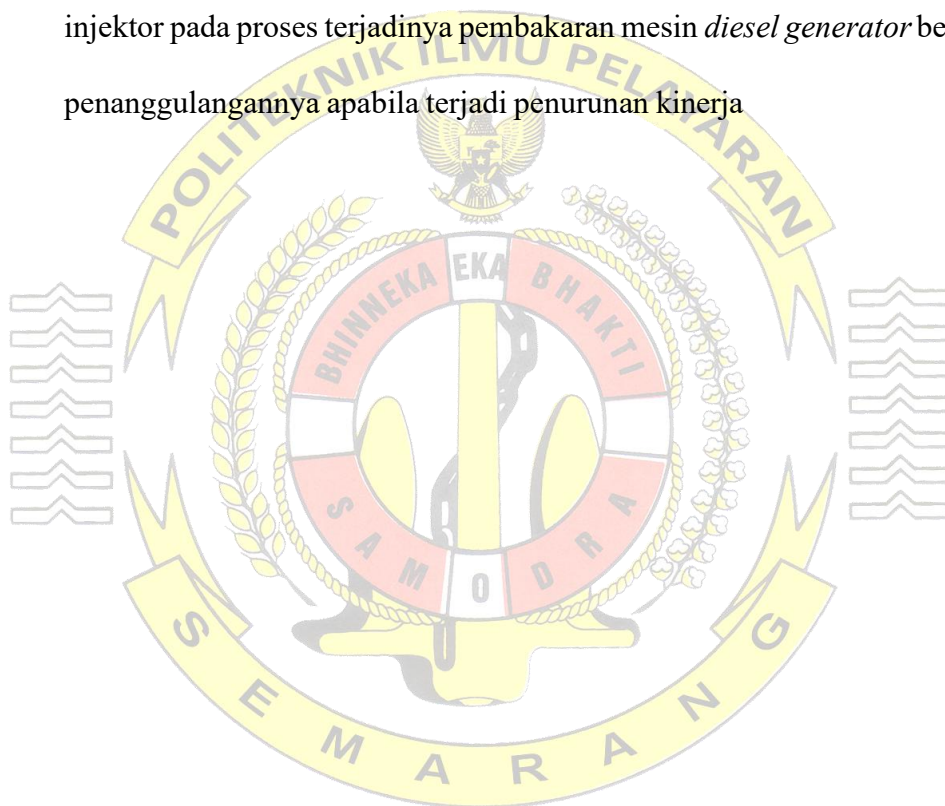 injektor pada proses terjadinya pembakaran mesin diesel generator be
penanggulangannya apabila terjadi penurunan kinerja
POLITEKNIK ILMU PELAYARAN
BHINNEKA EKA BHAKTI
SAMODRA
SEMARANG